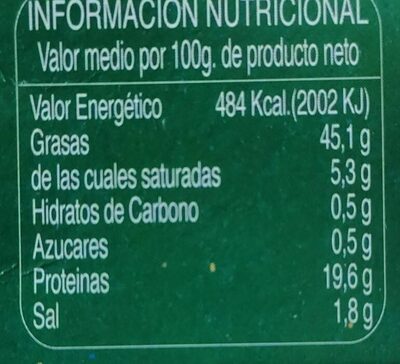 INFORMACION NUTRICIONAL
Valor medio por 100g. de producto neto
Valor Energético 484 Kcal.(2002 KJ)
Grasas 45,1 g
de las cuales saturadas 5,3 g
Hidratos de Carbono 0,5 g
Azucares 0,5 g
Proteinas 19,6 g
Sal 1,8 g